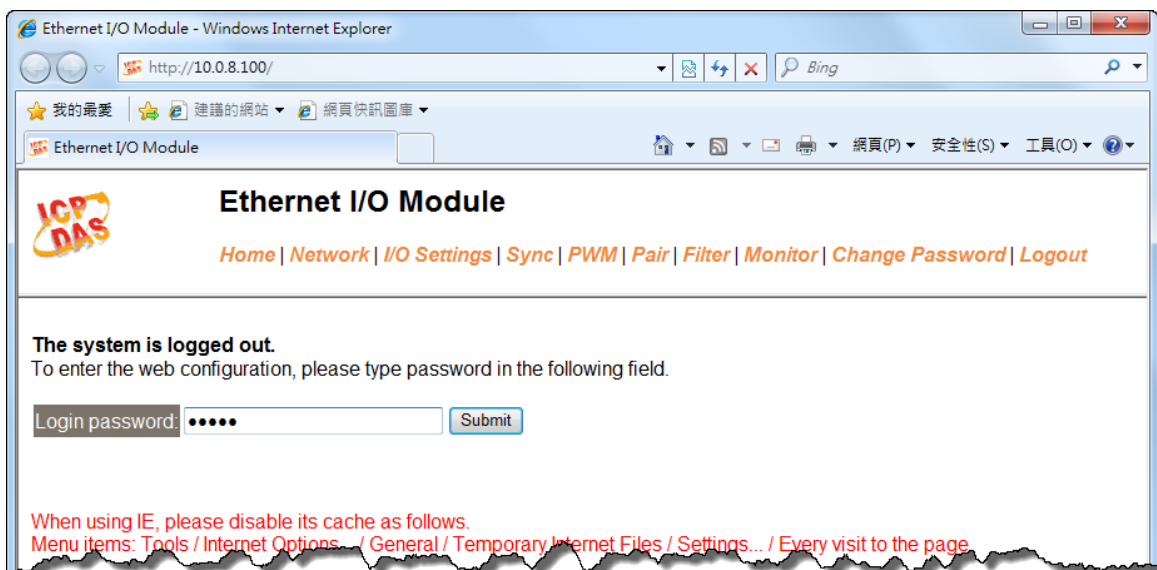 Ethernet I/O Module - Windows Internet Explorer
http://10.0.8.100/
Bing
我的最愛
建議的網站
網頁快訊圖庫
Ethernet I/O Module
網頁(P)
安全性(S)
工具(O)
ICP DAS
Ethernet I/O Module
Home | Network | I/O Settings | Sync | PWM | Pair | Filter | Monitor | Change Password | Logout
The system is logged out.
To enter the web configuration, please type password in the following field.
Login password: •••••
Submit
When using IE, please disable its cache as follows.
Menu items: Tools / Internet Options... / General / Temporary Internet Files / Settings... / Every visit to the page